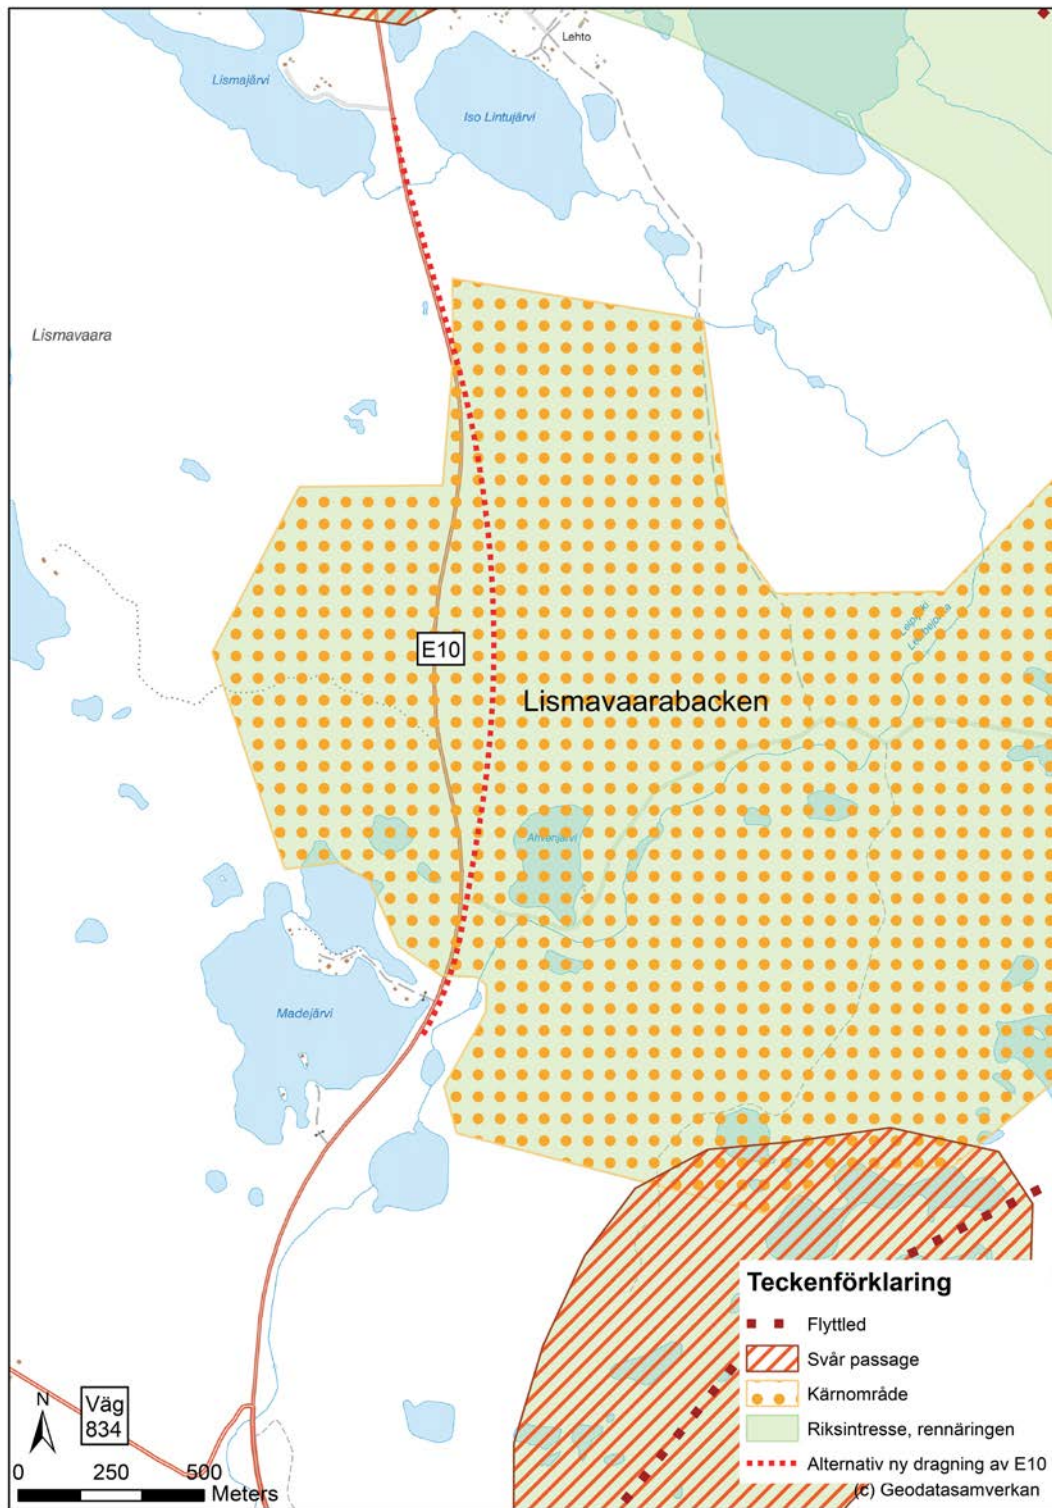 Lehto
Lismajärvi
Iso Lintujärvi
Lismavaara
E10
Lismavaarabacken
Ahvenjärvi
Madejärvi
Teckenförklaring
Flyttled
Svår passage
Kärnområde
Riksintresse, rennäringen
Alternativ ny dragning av E10
(c) Geodatasamverkan
N
Väg
834
0 250 500
Meters